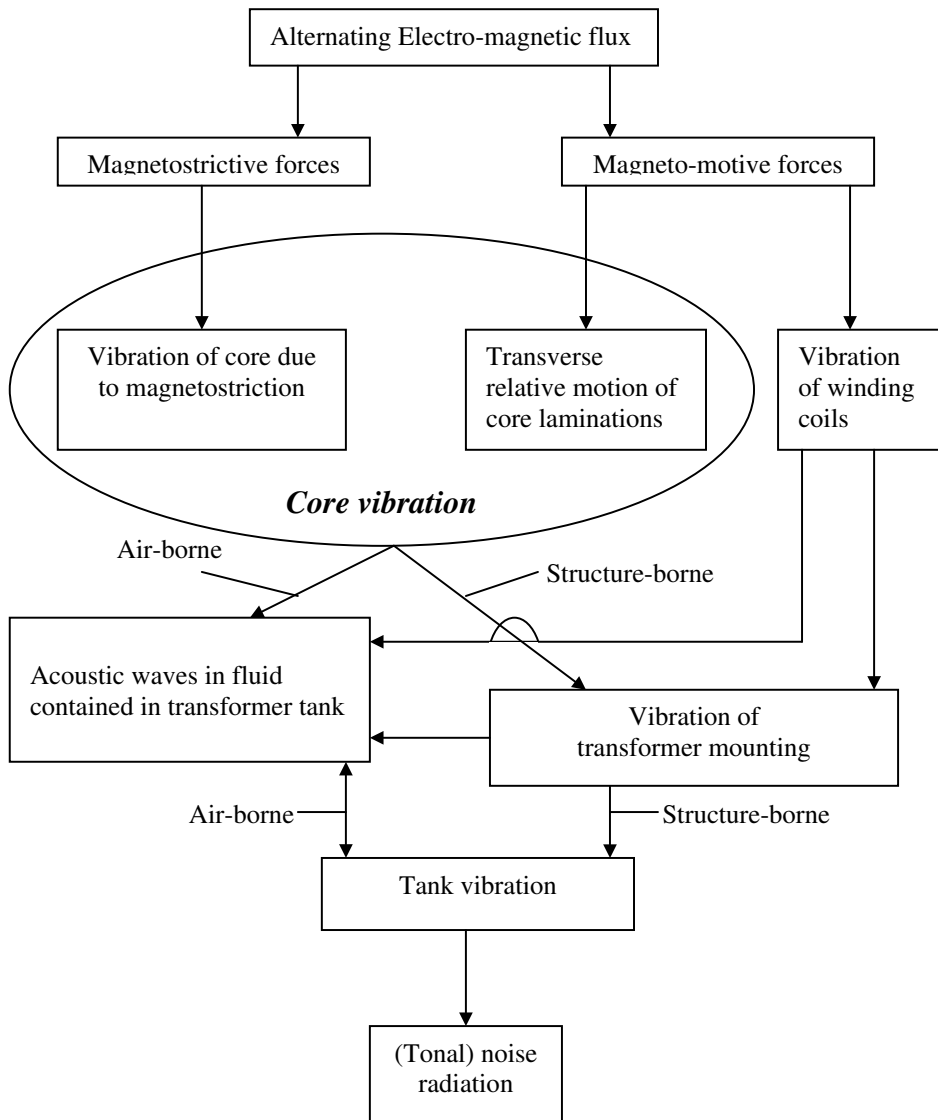 Alternating Electro-magnetic flux
Magnetostrictive forces
Magneto-motive forces
Vibration of core due
to magnetostriction
Transverse
relative motion of
core laminations
Vibration
of winding
coils
Core vibration
Air-borne
Structure-borne
Acoustic waves in fluid
contained in transformer tank
Vibration of
transformer mounting
Air-borne
Structure-borne
Tank vibration
(Tonal) noise
radiation